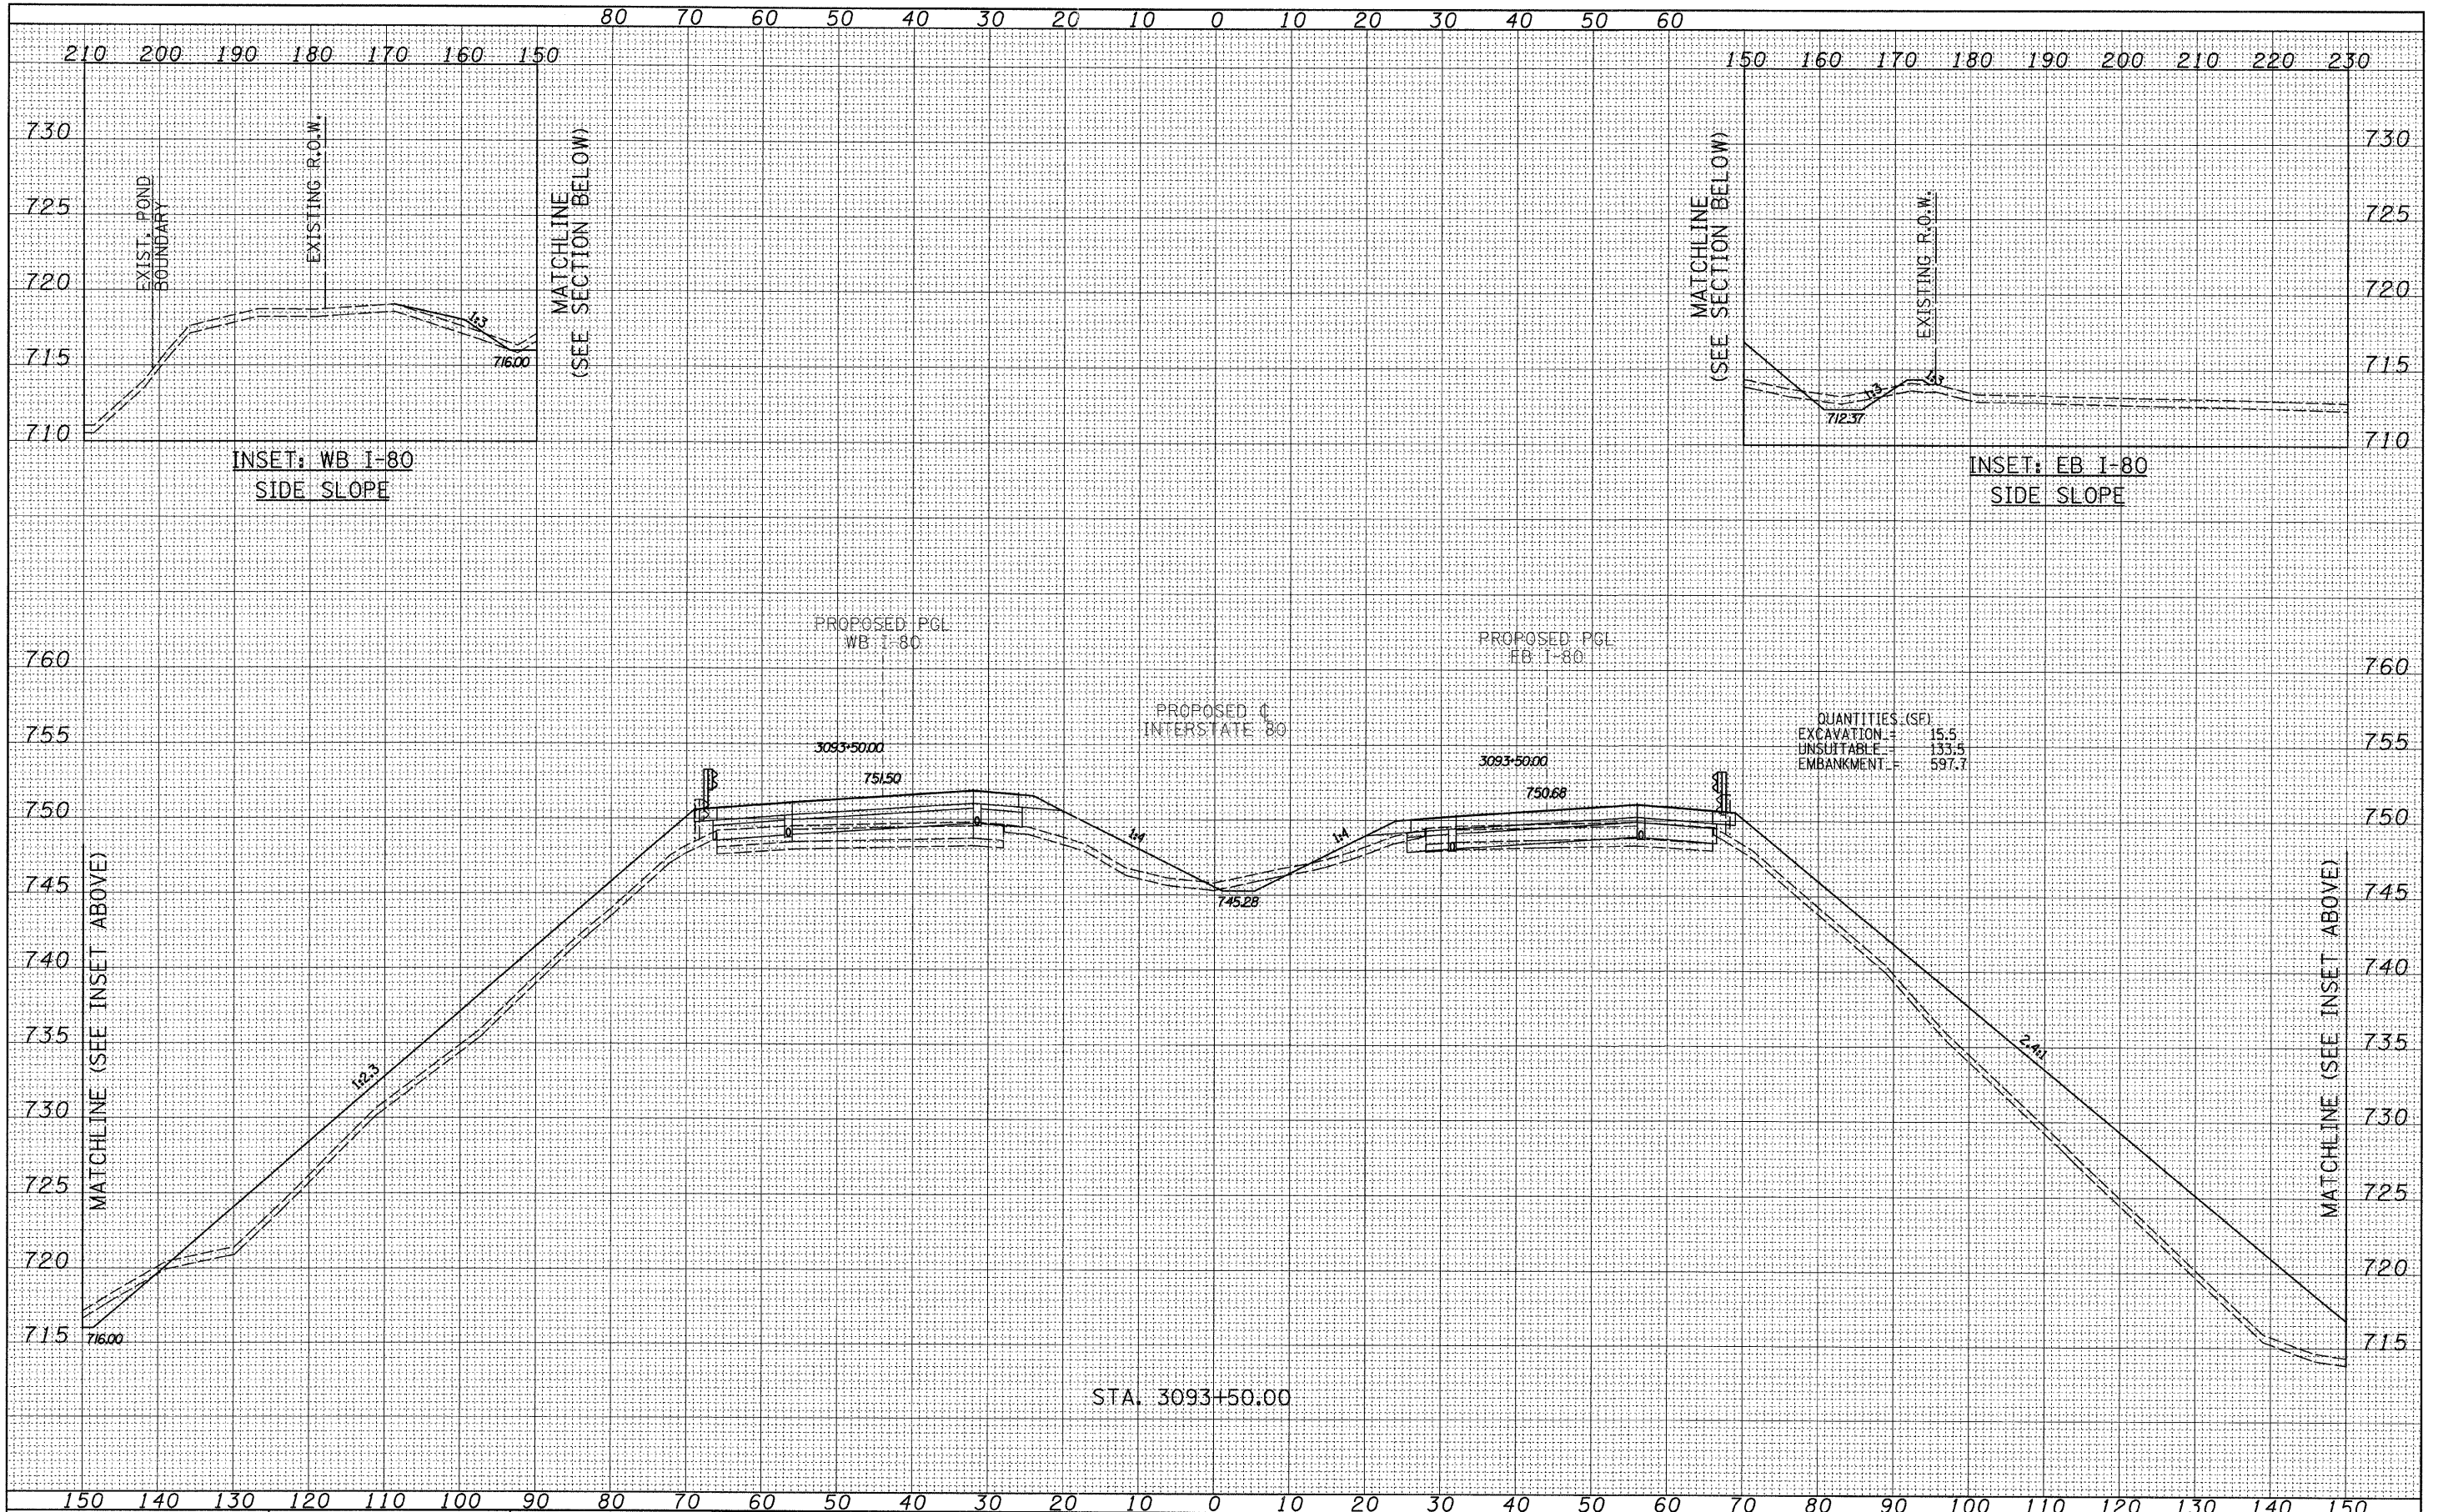 80 70 60 50 40 30 20 10 0 10 20 30 40 50 60
210 200 190 180 170 160 150
150 160 170 180 190 200 210 220 230
730
725
720
715
710
EXIST. POND
BOUNDARY
EXISTING R.O.W.
1:3
716.00
MATCHLINE
(SEE SECTION BELOW)
INSET: WB I-80
SIDE SLOPE
MATCHLINE
(SEE SECTION BELOW)
EXISTING R.O.W.
1:3
1:3
712.37
730
725
720
715
710
INSET: EB I-80
SIDE SLOPE
760
755
750
745
740
735
730
725
720
715
MATCHLINE (SEE INSET ABOVE)
716.00
1:2.3
PROPOSED PGL
WB I-80
3093+50.00
751.50
PROPOSED ℄
INTERSTATE 80
1:4
745.28
1:4
PROPOSED PGL
EB I-80
3093+50.00
750.68
QUANTITIES (SF)
EXCAVATION = 15.5
UNSUITABLE = 133.5
EMBANKMENT = 597.7
2.4:1
MATCHLINE (SEE INSET ABOVE)
760
755
750
745
740
735
730
725
720
715
STA. 3093+50.00
150 140 130 120 110 100 90 80 70 60 50 40 30 20 10 0 10 20 30 40 50 60 70 80 90 100 110 120 130 140 150